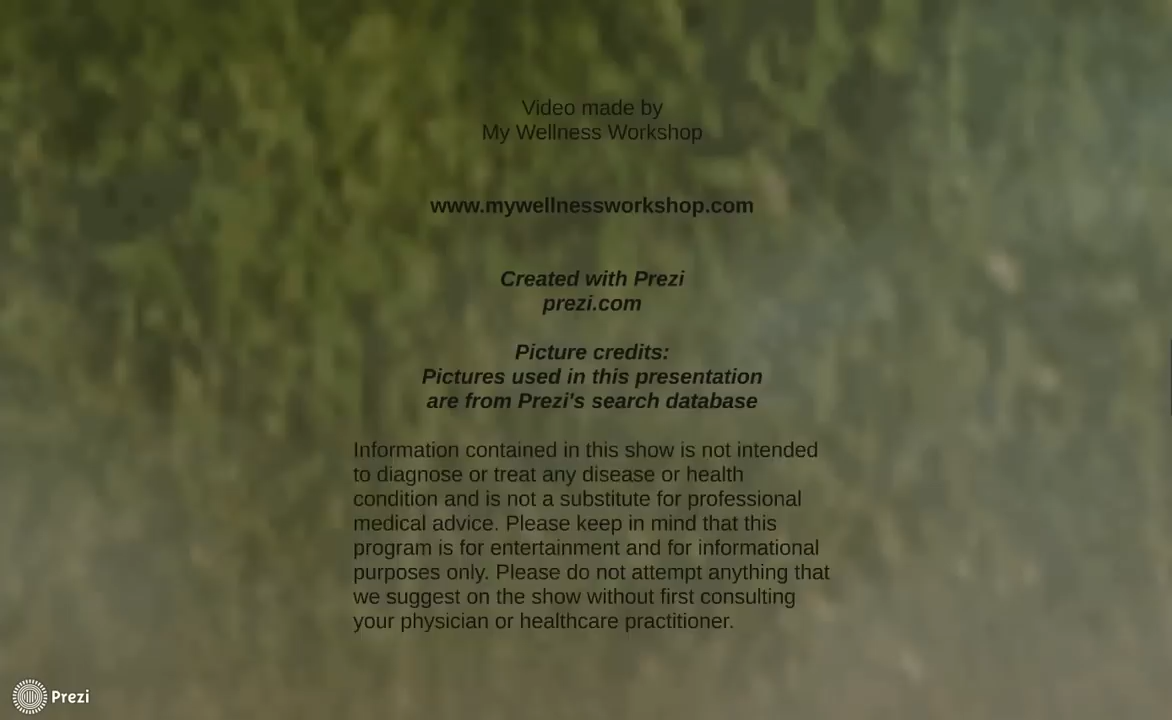 Video made by
My Wellness Workshop
www.mywellnessworkshop.com
Created with Prezi
prezi.com
Picture credits:
Pictures used in this presentation
are from Prezi's search database
Information contained in this show is not intended
to diagnose or treat any disease or health
condition and is not a substitute for professional
medical advice. Please keep in mind that this
program is for entertainment and for informational
purposes only. Please do not attempt anything that
we suggest on the show without first consulting
your physician or healthcare practitioner.
Prezi